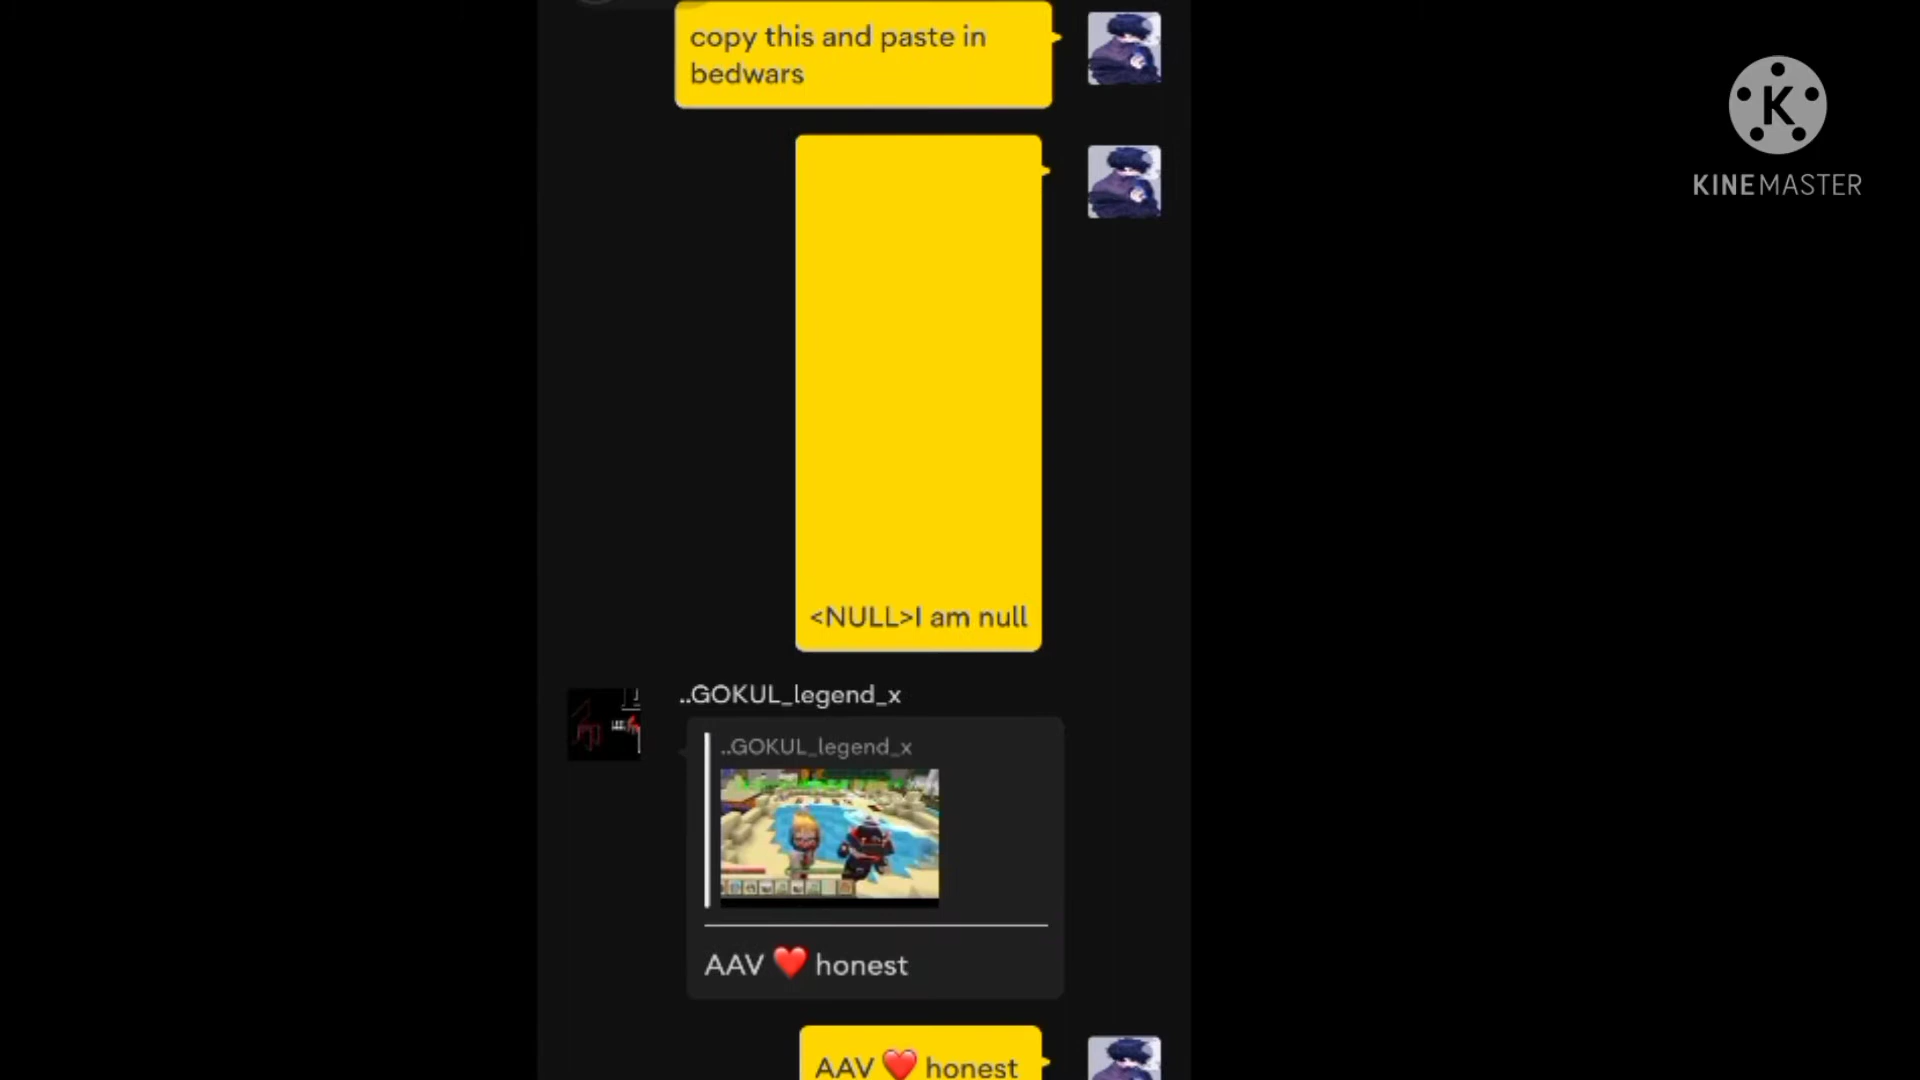 copy this and paste in
bedwars
K
KINEMASTER
<NULL>I am null
..GOKUL_legend_x
..GOKUL_legend_x
AAV ❤️ honest
AAV ❤️ honest